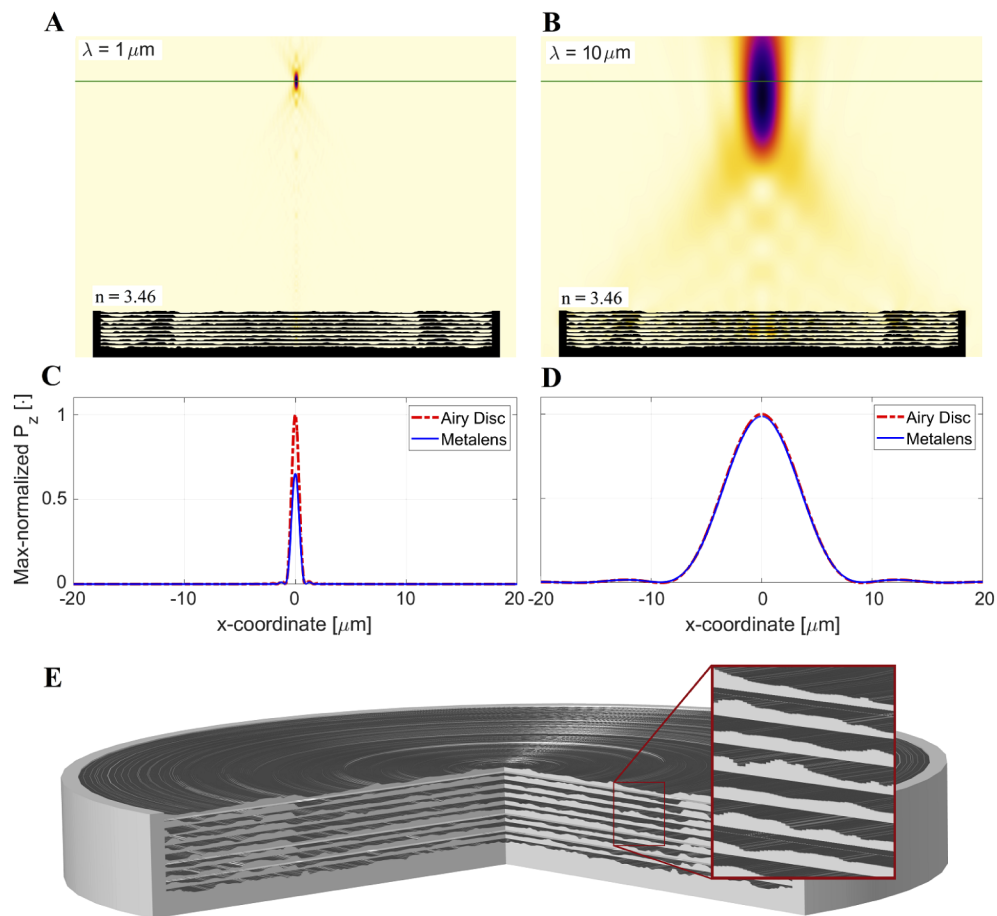 A
B
λ = 1 μm
λ = 10 μm
n = 3.46
n = 3.46
C
D
Max-normalized P_z [·]
1
0.5
0
Airy Disc
Metalens
-20
-10
0
10
20
x-coordinate [μm]
Airy Disc
Metalens
-20
-10
0
10
20
x-coordinate [μm]
E